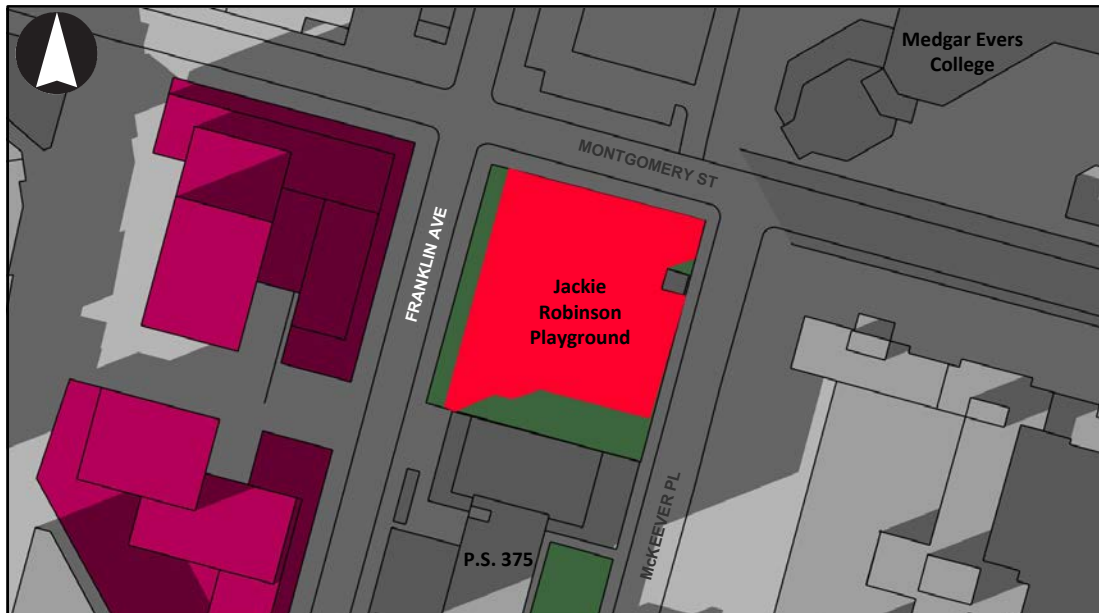 Medgar Evers
College
MONTGOMERY ST
FRANKLIN AVE
Jackie
Robinson
Playground
P.S. 375
McKEEVER PL